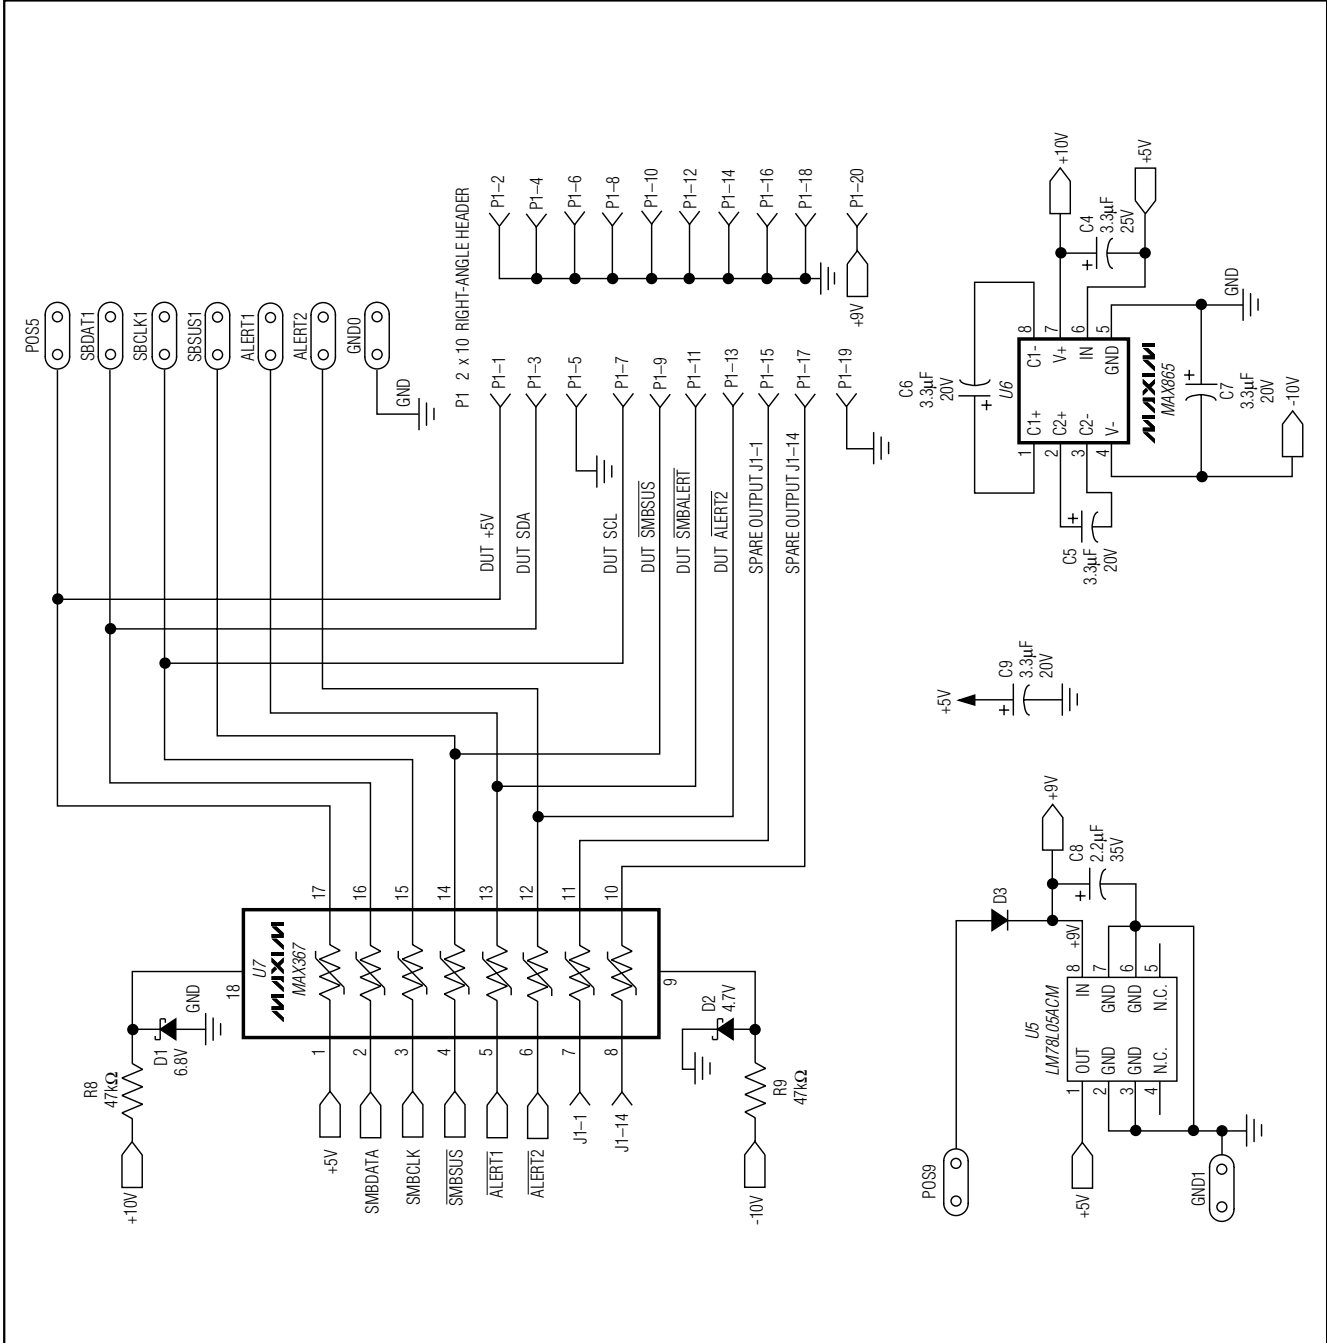 POS5
SBDAT1
SBCLK1
SBSUS1
ALERT1
ALERT2
GND0
GND
P1 2 x 10 RIGHT-ANGLE HEADER
P1–2
P1–4
P1–6
P1–8
P1–10
P1–12
P1–14
P1–16
P1–18
P1–20
+9V
P1–1
P1–3
P1–5
P1–7
P1–9
P1–11
P1–13
P1–15
P1–17
P1–19
DUT +5V
DUT SDA
DUT SCL
DUT SMBSUS
DUT SMBALERT
DUT ALERT2
SPARE OUTPUT J1–1
SPARE OUTPUT J1–14
17
16
15
14
13
12
11
10
18
U7
MAXIM
MAX367
9
1
2
3
4
5
6
7
8
R8
47kΩ
+10V
D1
6.8V
GND
D2
4.7V
R9
47kΩ
-10V
+5V
SMBDATA
SMBCLK
SMBSUS
ALERT1
ALERT2
J1–1
J1–14
+10V
+5V
C4
3.3µF
25V
8
7
6
5
C1-
V+
IN
GND
GND
C6
3.3µF
20V
U6
MAXIM
MAX865
C1+
C2+
C2-
V-
1
2
3
4
C7
3.3µF
20V
-10V
C5
3.3µF
20V
+5V
C9
3.3µF
20V
+9V
C8
2.2µF
35V
D3
+9V
8
7
6
5
IN
GND
GND
N.C.
U5
LM78L05ACM
OUT
GND
GND
N.C.
1
2
3
4
POS9
+5V
GND1